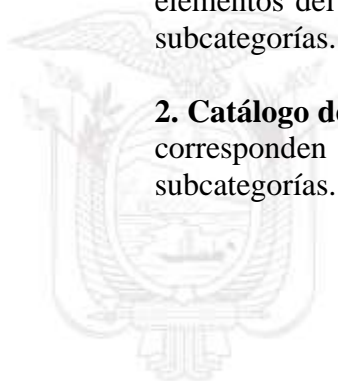 elementos del
subcategorías.
2. Catálogo de
corresponden
subcategorías.